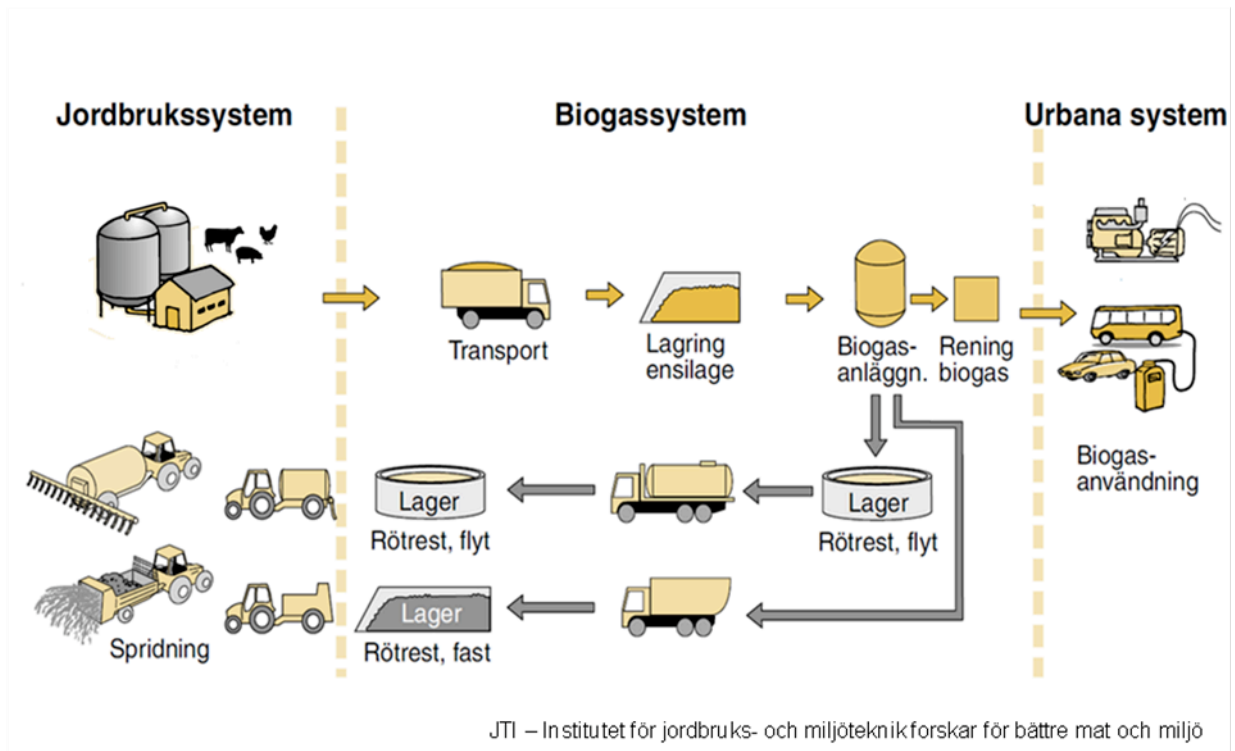 Jordbrukssystem
Biogassystem
Urbana system
Transport
Lagring
ensilage
Biogas-
anläggn.
Rening
biogas
Biogas-
användning
Lager
Rötrest, flyt
Lager
Rötrest, flyt
Lager
Rötrest, fast
Spridning
JTI – Institutet för jordbruks- och miljöteknik forskar för bättre mat och miljö